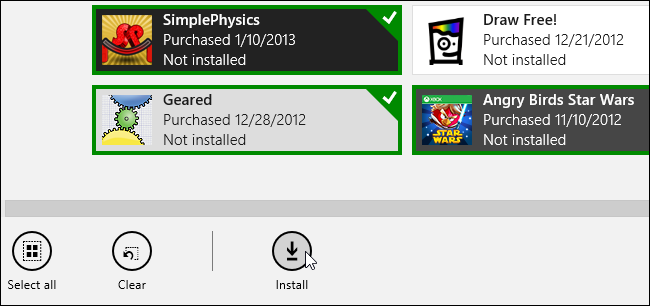 SimplePhysics
Purchased 1/10/2013
Not installed
Draw Free!
Purchased 12/21/2012
Not installed
Geared
Purchased 12/28/2012
Not installed
XBOX
STAR
WARS
Angry Birds Star Wars
Purchased 11/10/2012
Not installed
Select all
Clear
Install